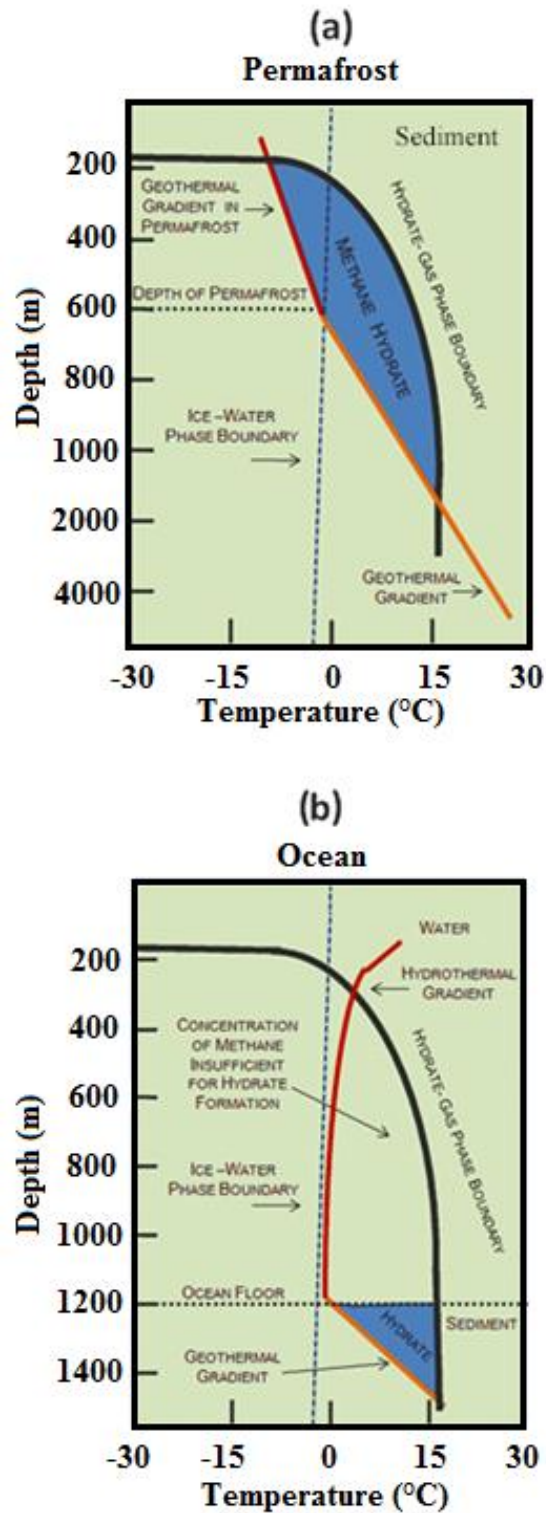 (a)
Permafrost
Sediment
200
GEOTHERMAL
GRADIENT IN
PERMAFROST
HYDRATE- GAS PHASE BOUNDARY
400
METHANE HYDRATE
DEPTH OF PERMAFROST
600
Depth (m)
800
ICE –WATER
PHASE BOUNDARY
1000
2000
GEOTHERMAL
GRADIENT
4000
-30 -15 0 15 30
Temperature (°C)
(b)
Ocean
WATER
200
HYDROTHERMAL
GRADIENT
400
CONCENTRATION
OF METHANE
INSUFFICIENT
FOR HYDRATE
FORMATION
HYDRATE- GAS PHASE BOUNDARY
600
Depth (m)
800
ICE –WATER
PHASE BOUNDARY
1000
OCEAN FLOOR
1200
HYDRATE
SEDIMENT
GEOTHERMAL
GRADIENT
1400
-30 -15 0 15 30
Temperature (°C)